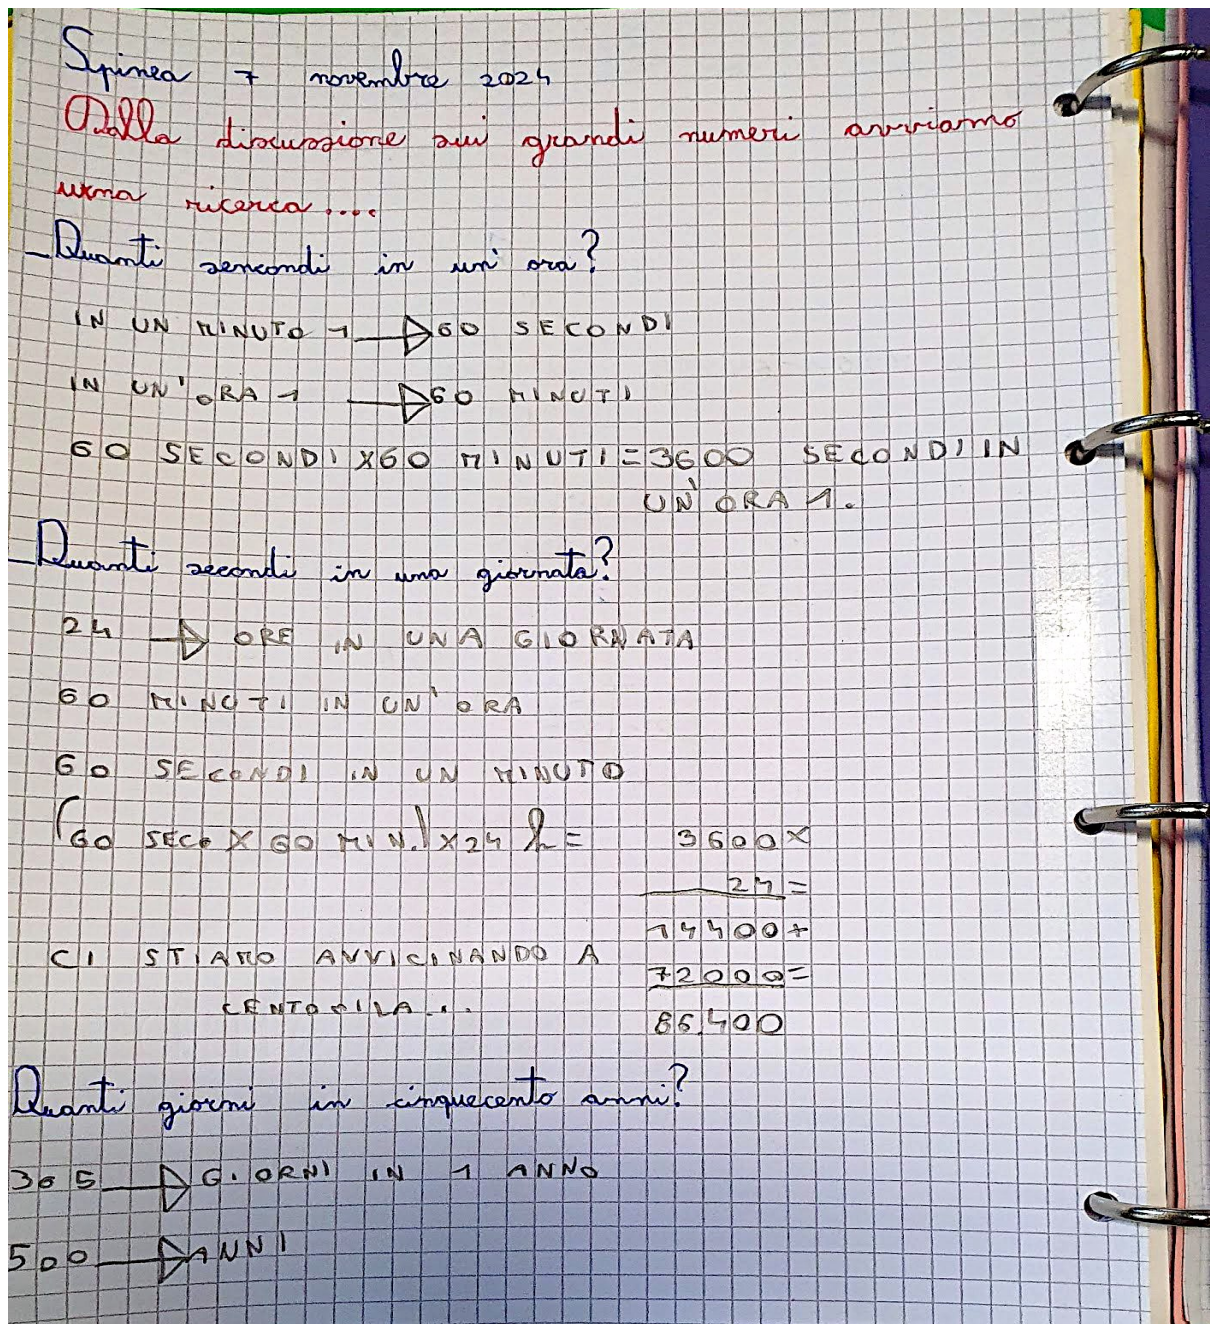 Spinea 7 novembre 2024
Dalla discussione sui grandi numeri avviamo
una ricerca....
- Quanti sencondi in un' ora?
IN UN MINUTO 1 → 60 SECONDI
IN UN' ORA 1 → 60 MINUTI
60 SECONDI X60 MINUTI = 3600 SECONDI IN
UN' ORA 1.
- Quanti secondi in una giornata?
24 → ORE IN UNA GIORNATA
60 MINUTI IN UN' ORA
60 SECONDI IN UN MINUTO
(60 SEC. X 60 MIN.) X24 h =
3600X
24=
14400+
72000=
86.400
CI STIAMO AVVICINANDO A
CENTOMILA...
Quanti giorni in cinquecento anni?
365 → GIORNI IN 1 ANNO
500 → ANNI